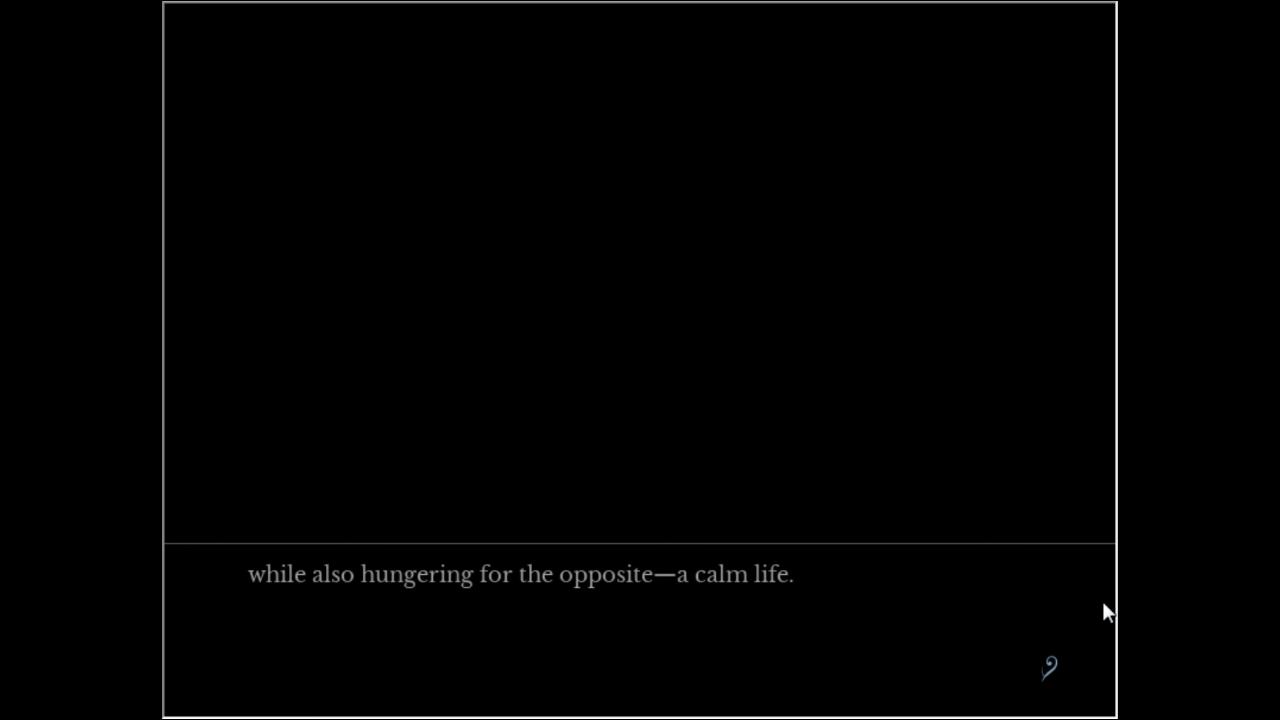 while also hungering for the opposite—a calm life.